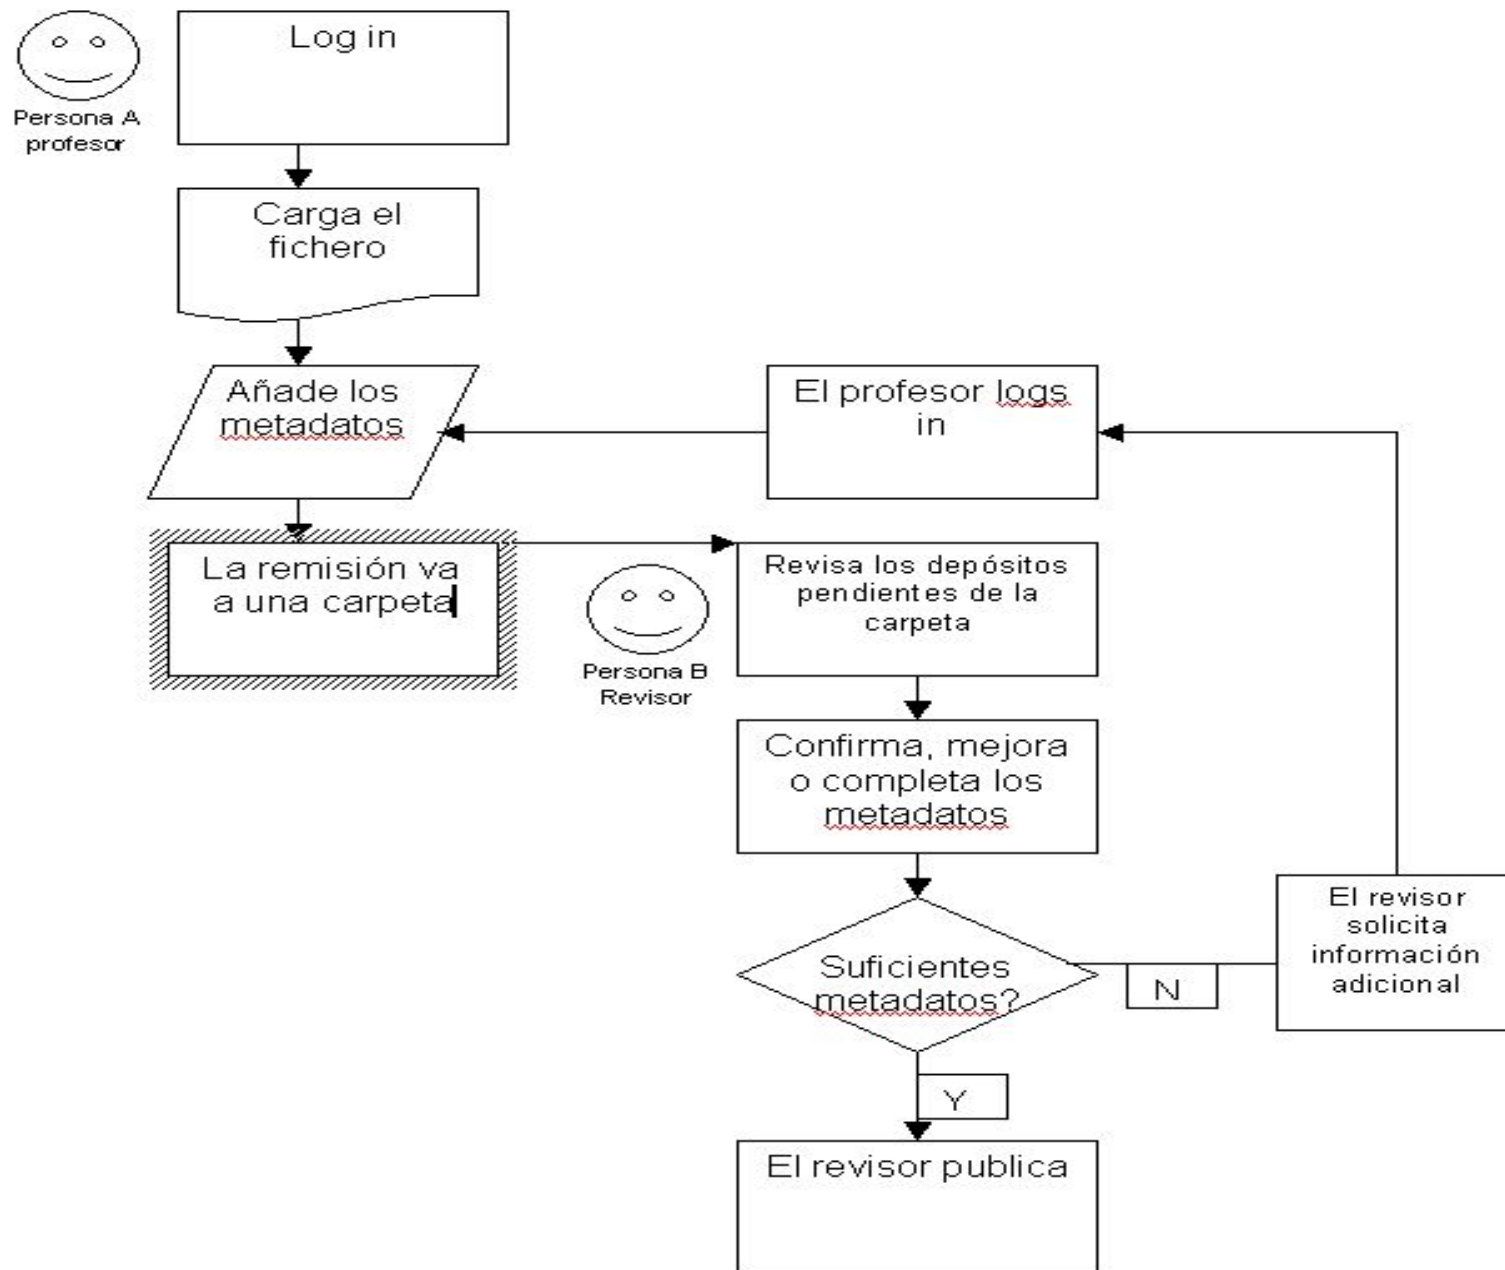 Log in
Persona A
profesor
Carga el
fichero
Añade los
metadatos
El profesor logs
in
La remisión va
a una carpeta
Persona B
Revisor
Revisa los depósitos
pendientes de la
carpeta
Confirma, mejora
o completa los
metadatos
Suficientes
metadatos?
N
El revisor
solicita
información
adicional
Y
El revisor publica